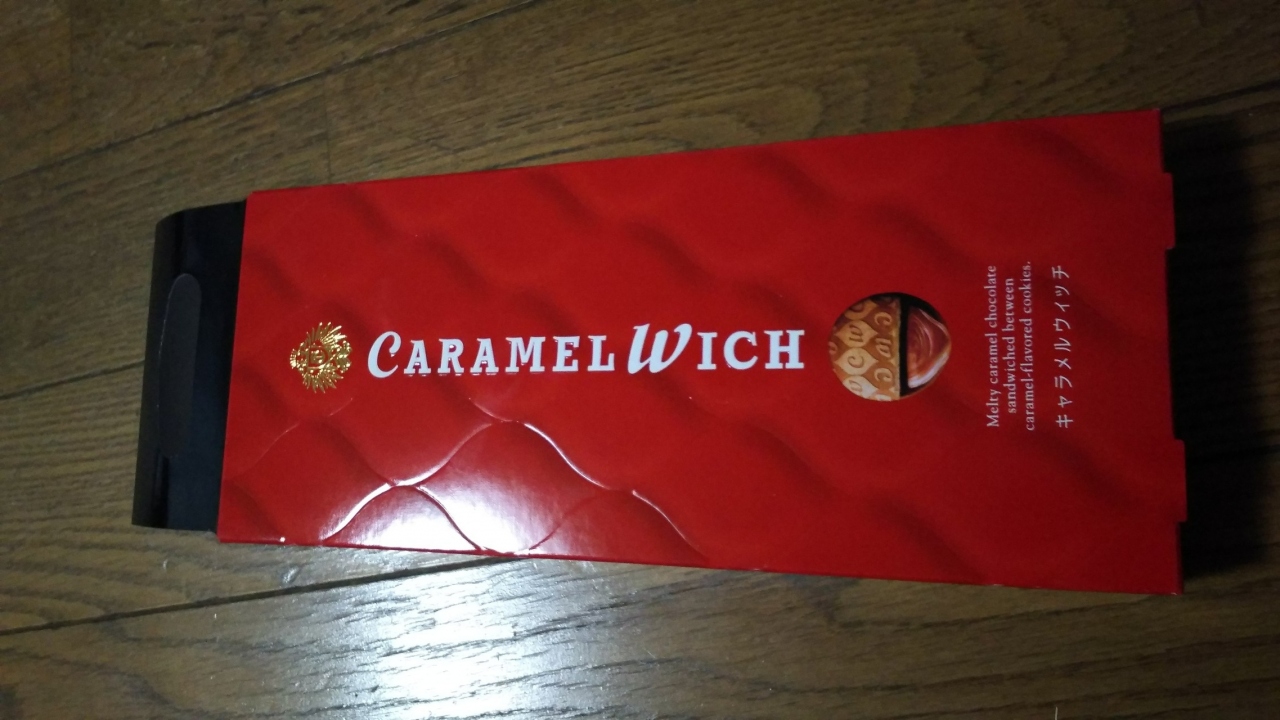 CARAMEL WICH
Melty caramel chocolate
sandwiched between
caramel-flavored cookies.
キャラメルウィッチ